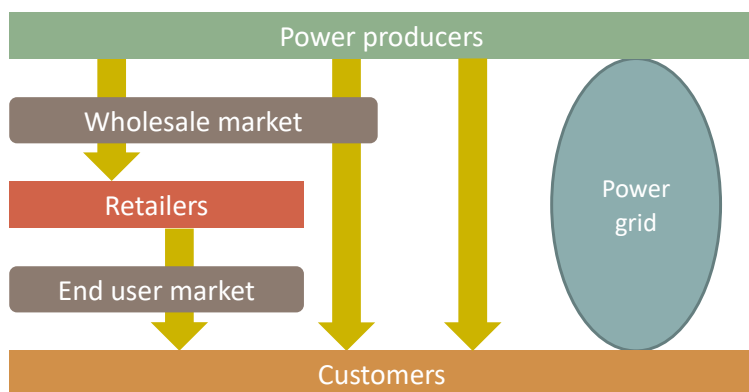 Power producers
Wholesale market
Retailers
Power
grid
End user market
Customers